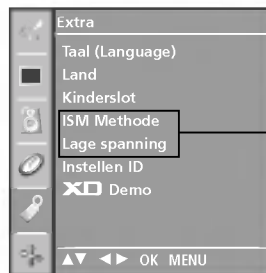 Extra
Taal (Language)
Land
Kinderslot
ISM Methode
Lage spanning
Instellen ID
XD Demo
▲▼ ◄► OK MENU